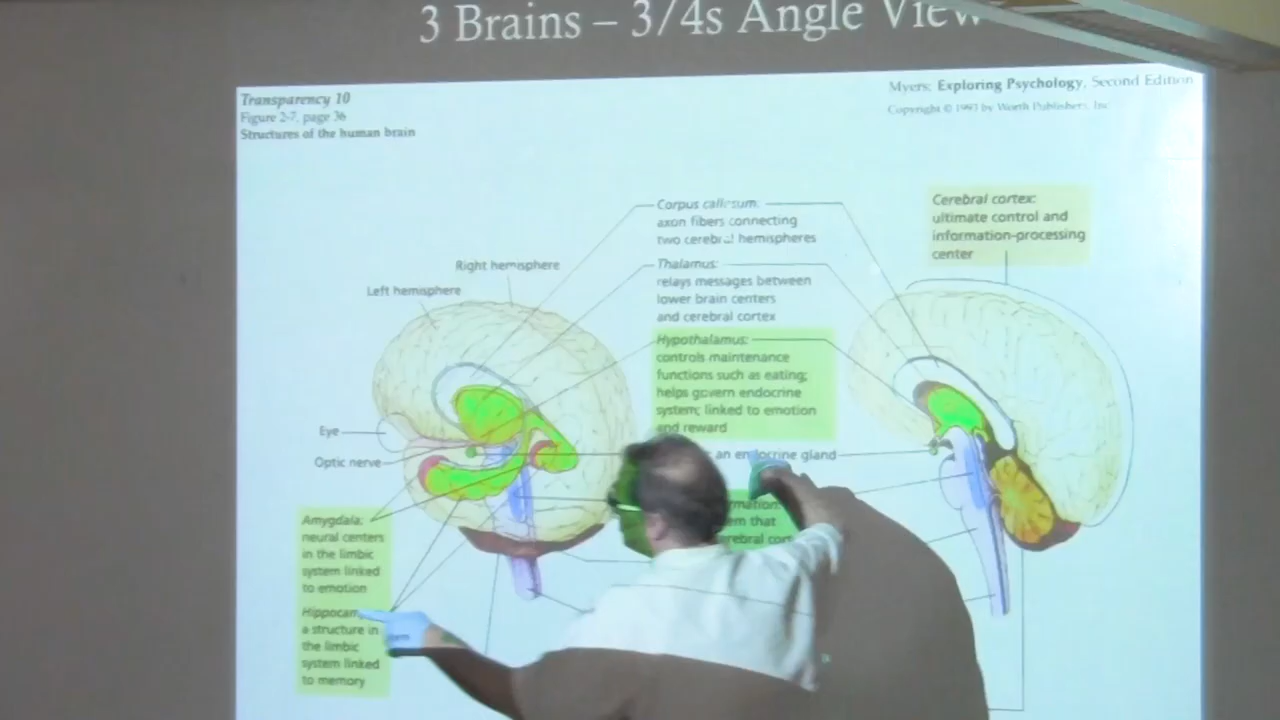 3 Brains – 3/4s Angle View
Transparency 10
Figure 2-7, page 36
Structures of the human brain
Myers: Exploring Psychology, Second Edition
Copyright © 1993 by Worth Publishers, Inc
Corpus callosum:
axon fibers connecting
two cerebral hemispheres
Cerebral cortex:
ultimate control and
information-processing
center
Right hemisphere
Left hemisphere
Thalamus:
relays messages between
lower brain centers
and cerebral cortex
Hypothalamus:
controls maintenance
functions such as eating;
helps govern endocrine
system; linked to emotion
and reward
Eye
Optic nerve
an endocrine gland
Amygdala:
neural centers
in the limbic
system linked
to emotion
Hippocam
a structure in
the limbic
system linked
to memory
rmation:
em that
erebral cort